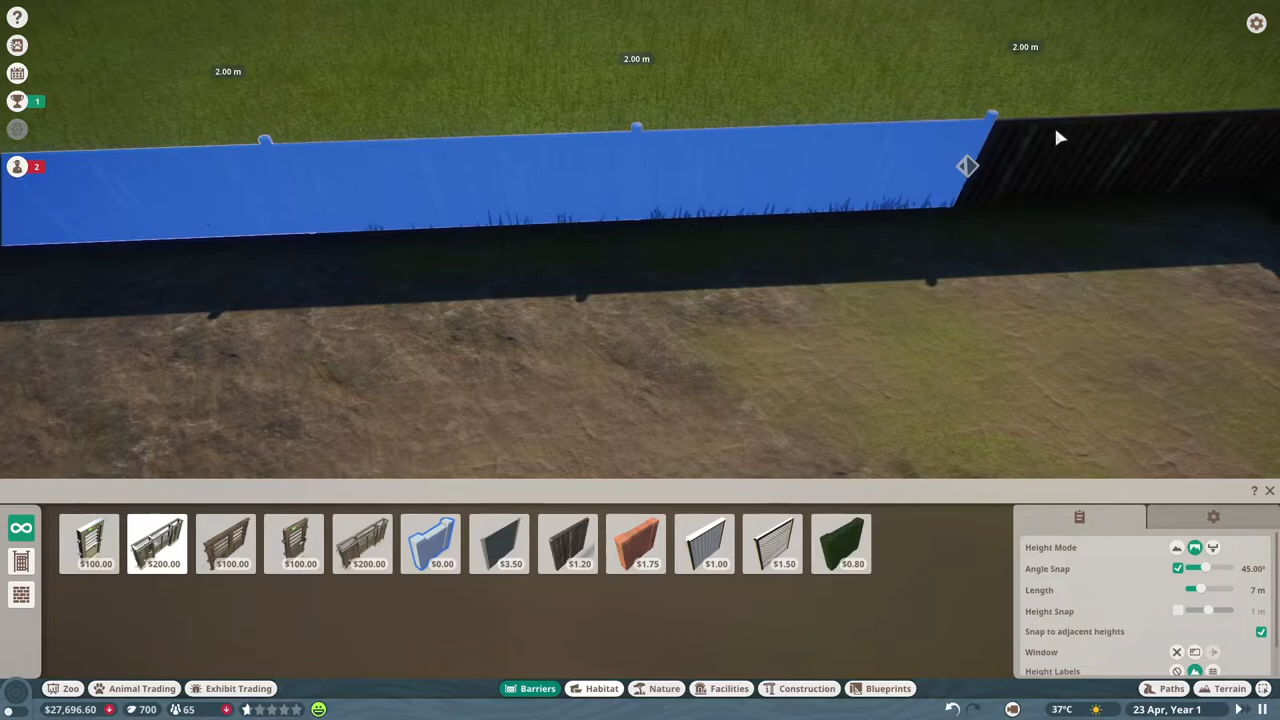 2.00 m
2.00 m
2.00 m
?
1
2
?
$100.00
$200.00
$100.00
$100.00
$200.00
$0.00
$3.50
$1.20
$1.75
$1.00
$1.50
$0.80
Height Mode
Angle Snap 45.00°
Length 7 m
Height Snap 1 m
Snap to adjacent heights
Window
Height Labels
Zoo Animal Trading Exhibit Trading Barriers Habitat Nature Facilities Construction Blueprints Paths Terrain
$27,696.60 700 65 37°C 23 Apr, Year 1